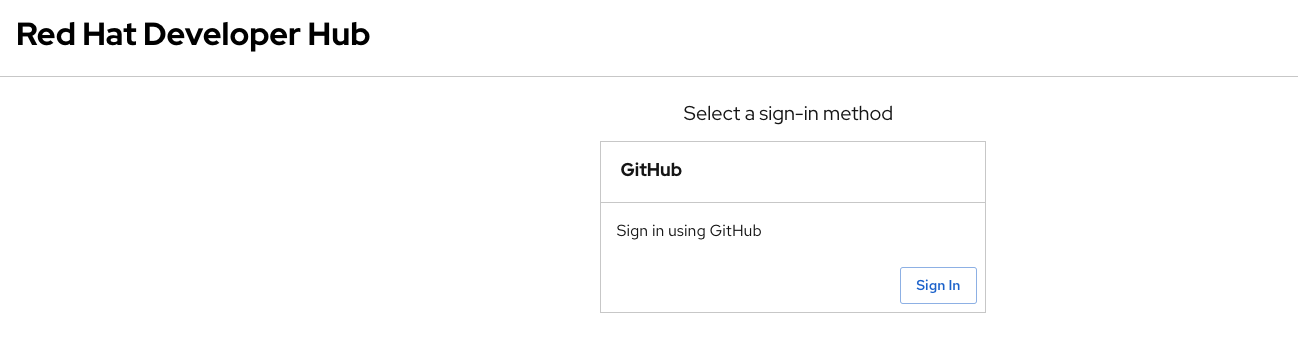 Red Hat Developer Hub
Select a sign-in method
GitHub
Sign in using GitHub
Sign In